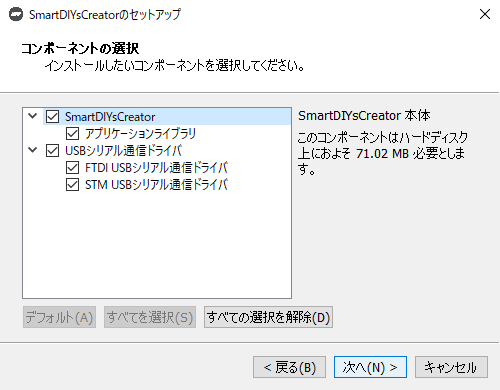 SmartDIYsCreatorのセットアップ
コンポーネントの選択
インストールしたいコンポーネントを選択してください。
SmartDIYsCreator
アプリケーションライブラリ
USBシリアル通信ドライバ
FTDI USBシリアル通信ドライバ
STM USBシリアル通信ドライバ
SmartDIYsCreator 本体
このコンポーネントはハードディスク
上におよそ 71.02 MB 必要としま
す。
デフォルト(A)
すべてを選択(S)
すべての選択を解除(D)
< 戻る(B)
次へ(N) >
キャンセル